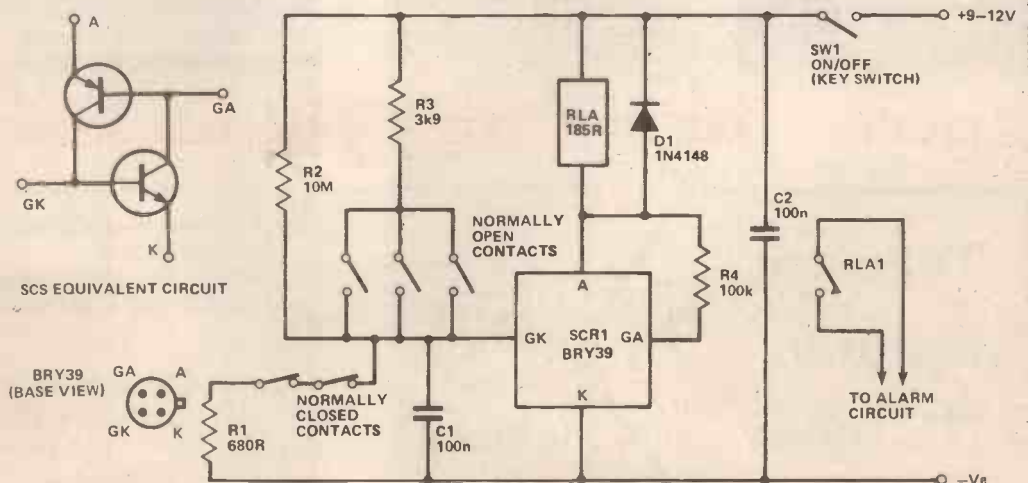 A
GA
GK
K
SCS EQUIVALENT CIRCUIT
BRY39
(BASE VIEW)
GA
A
GK
K
R1
680R
R2
10M
R3
3k9
NORMALLY
OPEN
CONTACTS
NORMALLY
CLOSED
CONTACTS
C1
100n
RLA
185R
D1
1N4148
A
GK
SCR1
BRY39
GA
K
R4
100k
C2
100n
SW1
ON/OFF
(KEY SWITCH)
+9–12V
RLA1
TO ALARM
CIRCUIT